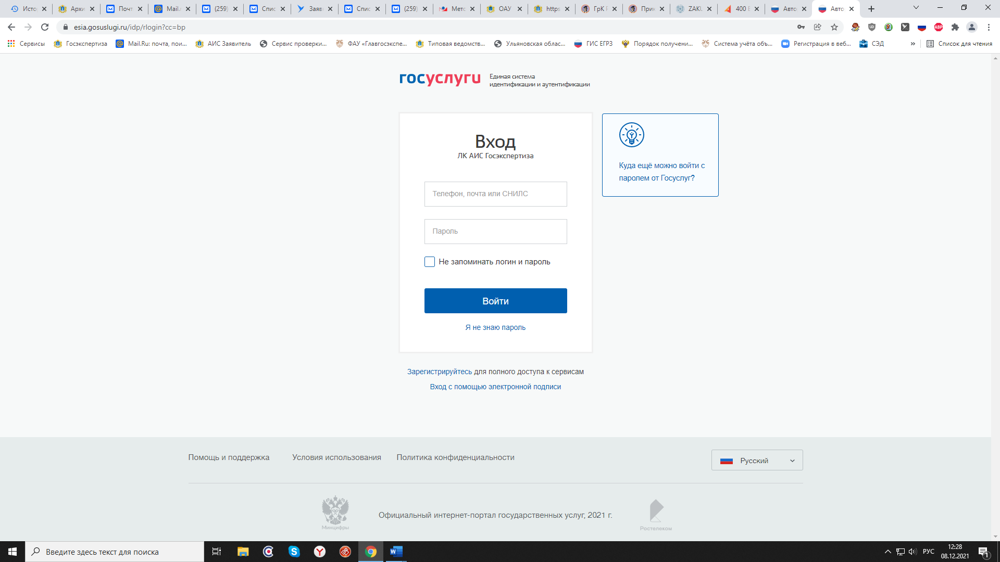 Исто
Архи
Почт
Mail.
(259)
Спис
Заяв
Спис
(259)
Мето
ОАУ
https
ГрК Р
При
ZAKU
400
Авто
Авто
esia.gosuslugi.ru/idp/rlogin?cc=bp
Сервисы
Госэкспертиза
Mail.Ru: почта, пои...
АИС Заявитель
Сервис проверки...
ФАУ «Главгосэкспе...
Типовая ведомств...
Ульяновская облас...
ГИС ЕГРЗ
Порядок получени...
Система учёта объ...
Регистрация в веб...
СЭД
»
Список для чтения
госуслуги
Единая система
идентификации и аутентификации
Вход
ЛК АИС Госэкспертиза
Телефон, почта или СНИЛС
Пароль
Не запоминать логин и пароль
Войти
Я не знаю пароль
Куда ещё можно войти с
паролем от Госуслуг?
Зарегистрируйтесь для полного доступа к сервисам
Вход с помощью электронной подписи
Помощь и поддержка
Условия использования
Политика конфиденциальности
Русский
Минцифры
Официальный интернет-портал государственных услуг, 2021 г.
Ростелеком
Введите здесь текст для поиска
РУС
12:28
08.12.2021
1